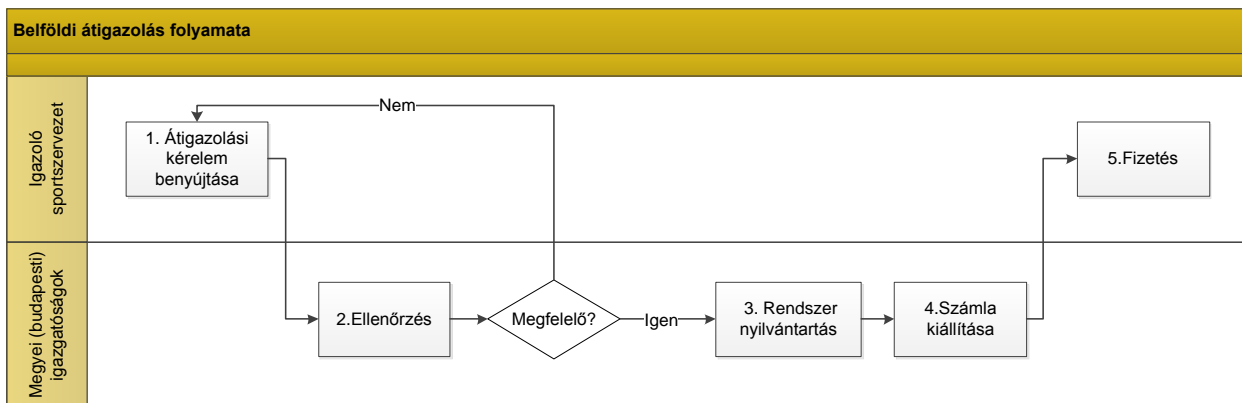 Belföldi átigazolás folyamata
Igazoló
sportszervezet
Nem
1. Átigazolási
kérelem
benyújtása
5.Fizetés
Megyei (budapesti)
igazgatóságok
2.Ellenőrzés
Megfelelő?
Igen
3. Rendszer
nyilvántartás
4.Számla
kiállítása